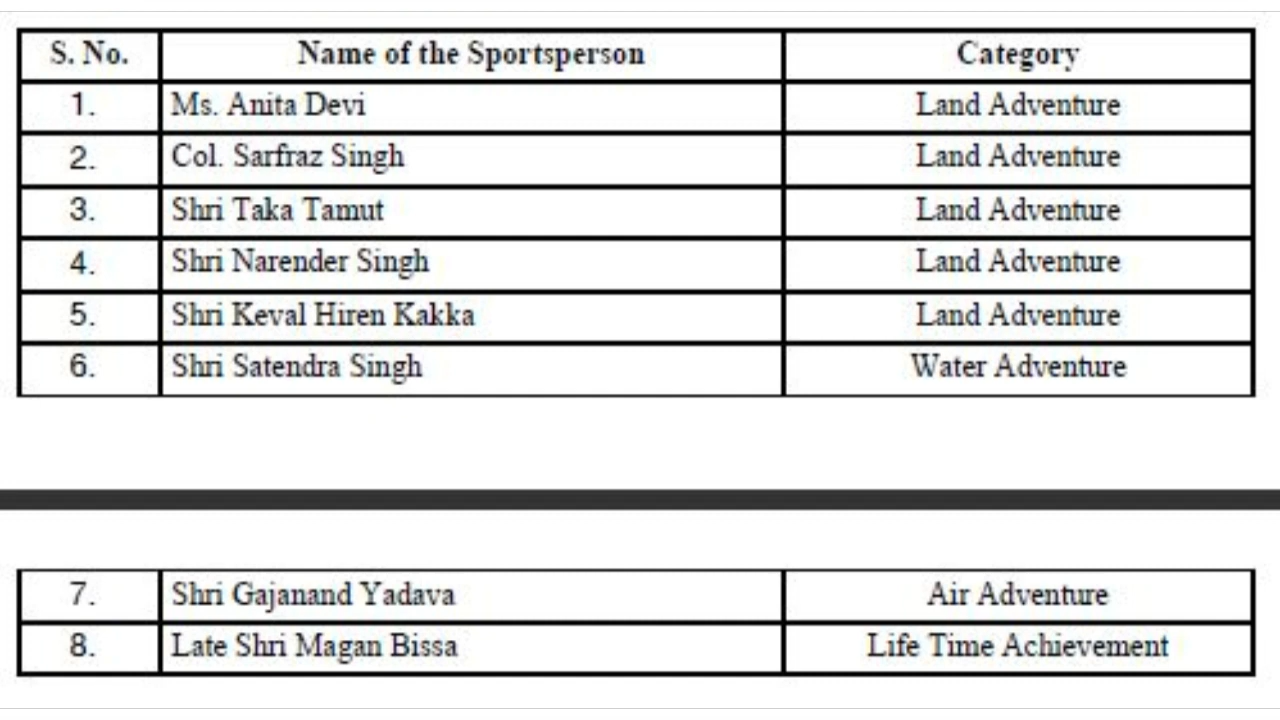 S. No. Name of the Sportsperson Category
1. Ms. Anita Devi Land Adventure
2. Col. Sarfraz Singh Land Adventure
3. Shri Taka Tamut Land Adventure
4. Shri Narender Singh Land Adventure
5. Shri Keval Hiren Kakka Land Adventure
6. Shri Satendra Singh Water Adventure
7. Shri Gajanand Yadava Air Adventure
8. Late Shri Magan Bissa Life Time Achievement